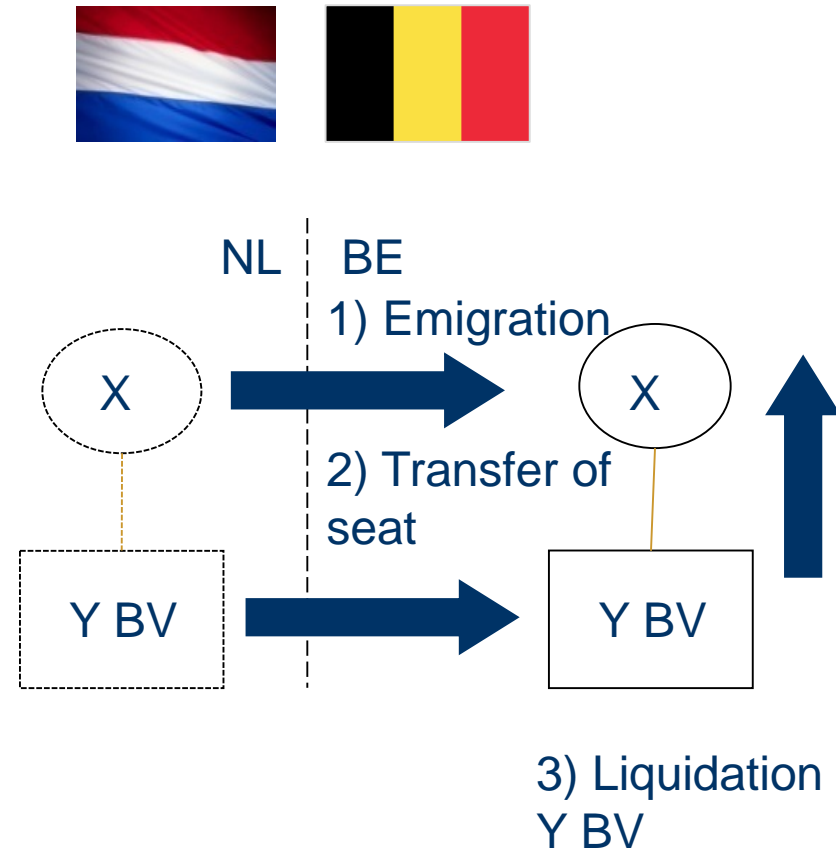 NL BE
1) Emigration
X X
2) Transfer of
seat
Y BV Y BV
3) Liquidation
Y BV